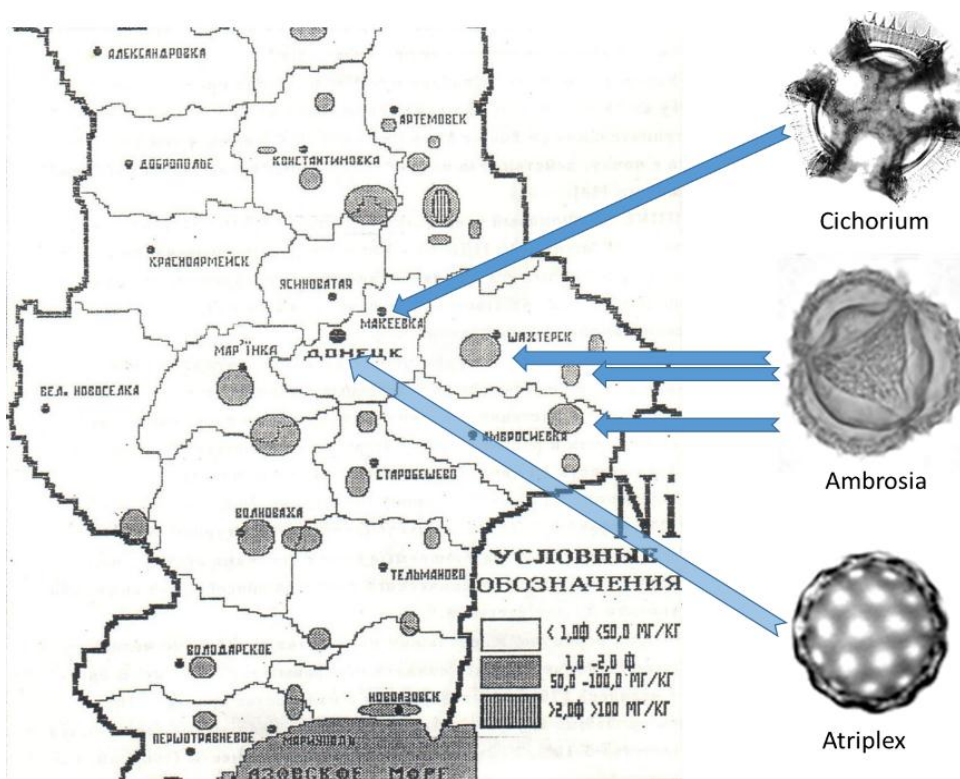 АЛЕКСАНДРОВКА
АРТЕМОВСК
КОНСТАНТИНОВКА
ДОБРОПОЛЬЕ
Cichorium
КРАСНОАРМЕЙСК
ЯСИНОВАТАЯ
МАКЕЕВКА
ШАХТЕРСК
МАР'ЇНКА
ДОНЕЦК
ВЕЛ. НОВОСЕЛКА
АМВРОСИЕВКА
СТАРОБЕШЕВО
Ambrosia
Ni
ВОЛНОВАХА
УСЛОВНЫЕ
ОБОЗНАЧЕНИЯ
ТЕЛЬМАНОВО
< 1,0Ф <50,0 МГ/КГ
1,0 -2,0 Ф
50,0 -100,0 МГ/КГ
>2,0Ф >100 МГ/КГ
ВОЛОДАРСКОЕ
НОВОАЗОВСК
ПЕРШОТРАВНЕВОЕ
МАРИУПОЛЬ
Atriplex
АЗОВСКОЕ МОРЕ